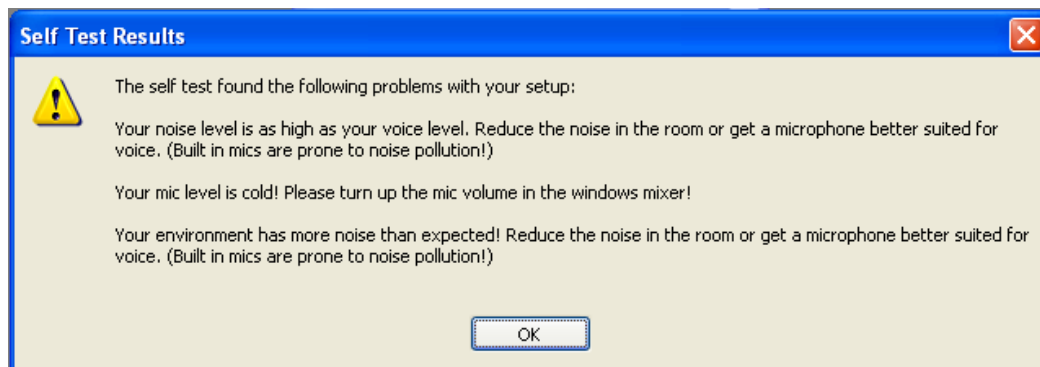 Self Test Results
The self test found the following problems with your setup:
Your noise level is as high as your voice level. Reduce the noise in the room or get a microphone better suited for
voice. (Built in mics are prone to noise pollution!)
Your mic level is cold! Please turn up the mic volume in the windows mixer!
Your environment has more noise than expected! Reduce the noise in the room or get a microphone better suited for
voice. (Built in mics are prone to noise pollution!)
OK